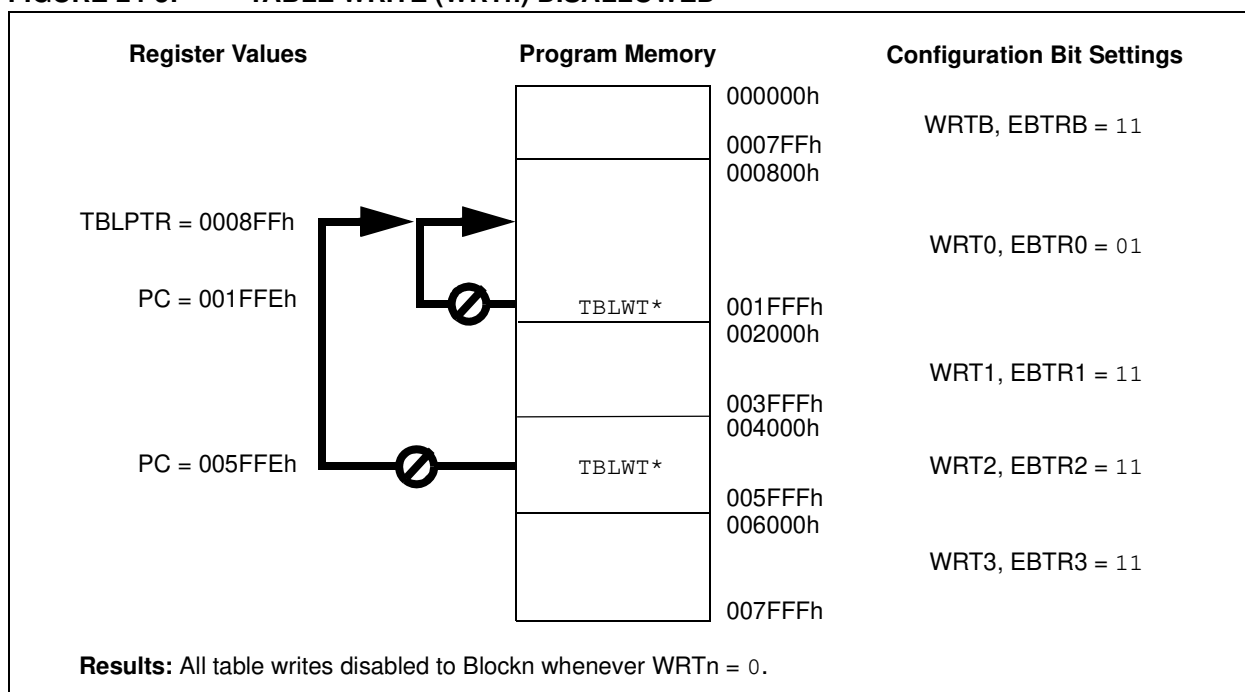 Register Values Program Memory Configuration Bit Settings
000000h
WRTB, EBTRB = 11
0007FFh
000800h
TBLPTR = 0008FFh
WRT0, EBTR0 = 01
PC = 001FFEh
TBLWT* 001FFFh
002000h
WRT1, EBTR1 = 11
003FFFh
004000h
PC = 005FFEh TBLWT* WRT2, EBTR2 = 11
005FFFh
006000h
WRT3, EBTR3 = 11
007FFFh
Results: All table writes disabled to Blockn whenever WRTn = 0.